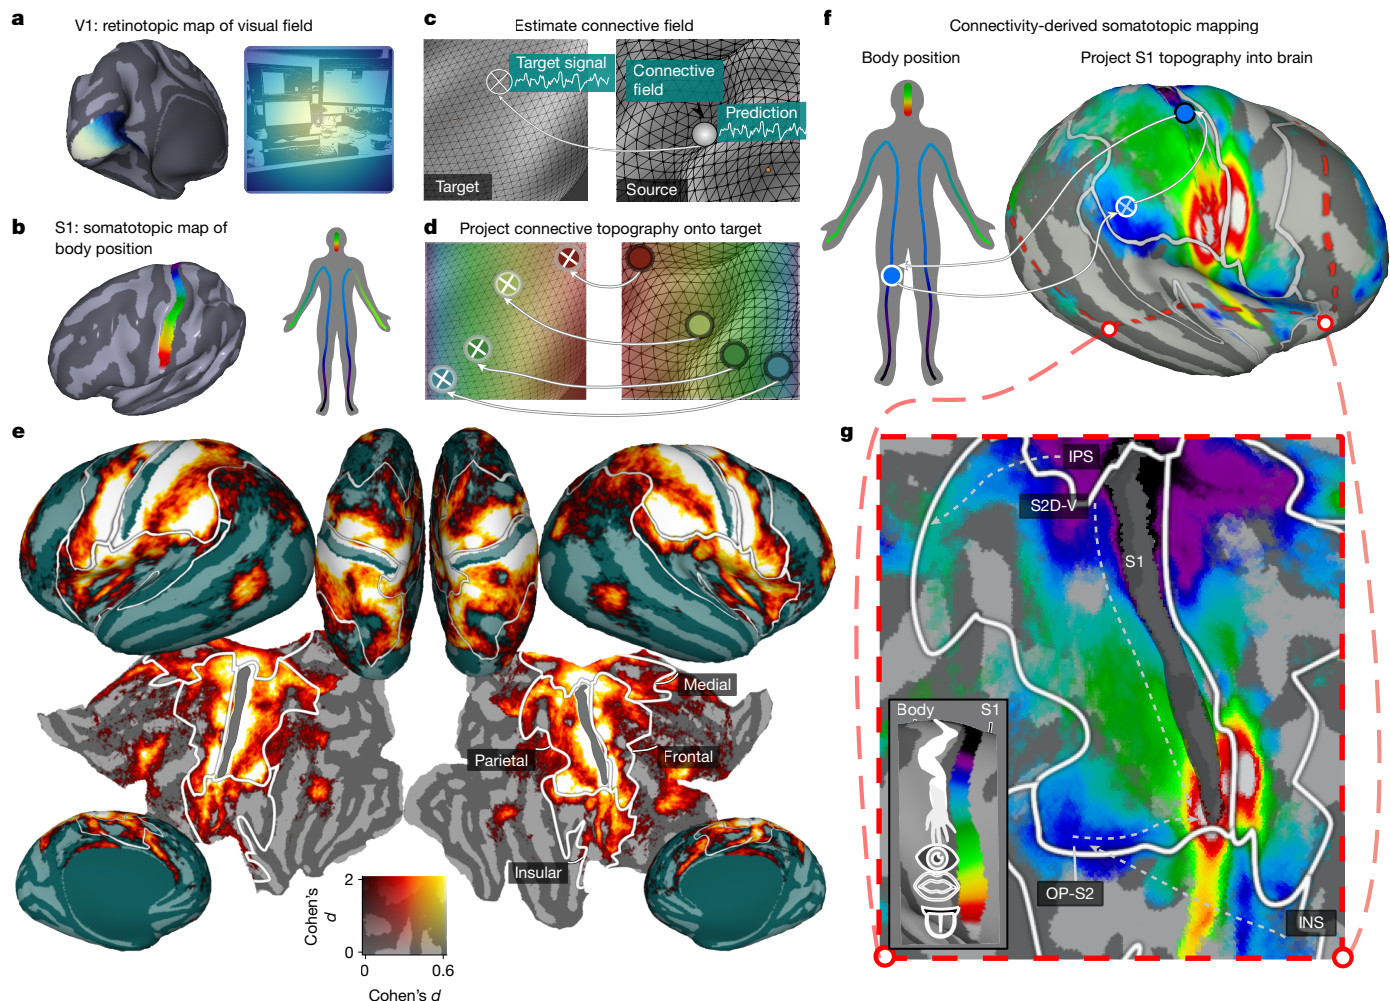 a
V1: retinotopic map of visual field
b
S1: somatotopic map of
body position
c
Estimate connective field
Target signal
Connective
field
Prediction
Target
Source
d
Project connective topography onto target
e
Medial
Parietal
Frontal
Insular
2
0
Cohen's
d
0
0.6
Cohen's d
f
Connectivity-derived somatotopic mapping
Body position
Project S1 topography into brain
g
IPS
S2D-V
S1
Body
S1
OP-S2
INS